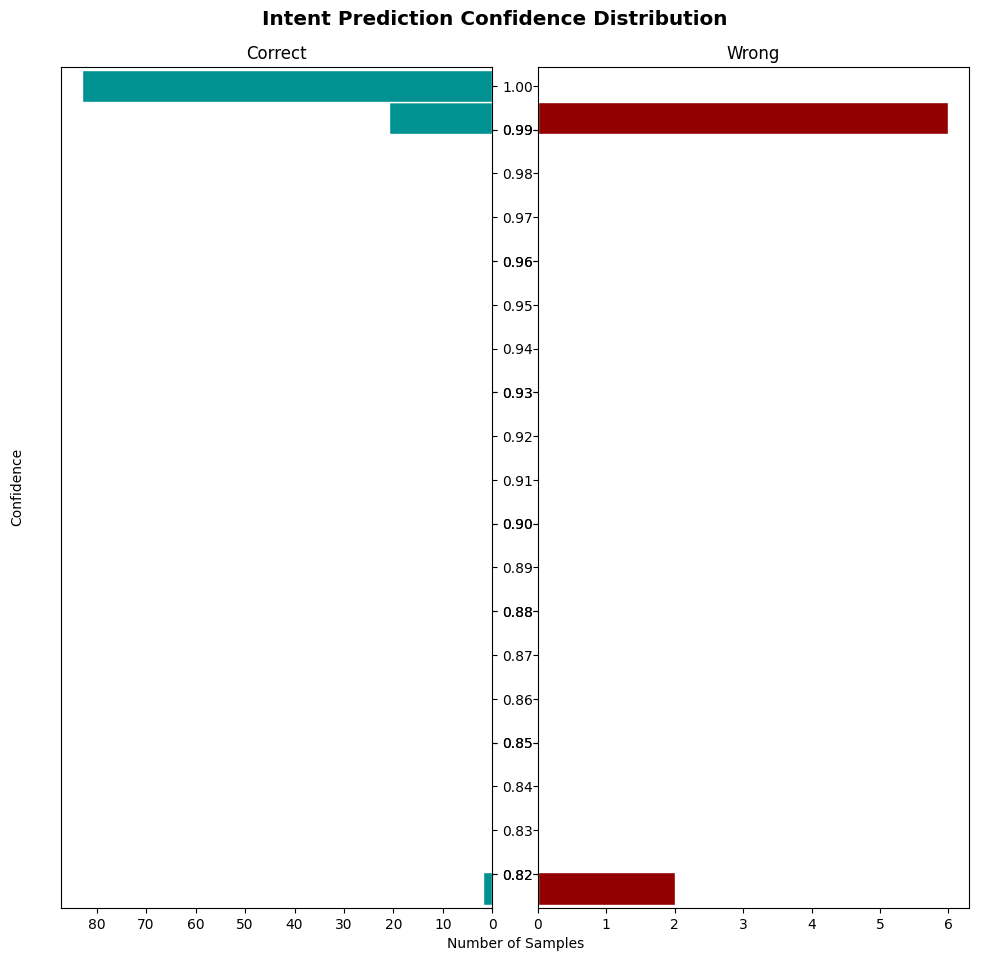 Intent Prediction Confidence Distribution
Correct
Wrong
1.00
0.99
0.98
0.97
0.96
0.95
0.94
0.93
0.92
0.91
0.90
0.89
0.88
0.87
0.86
0.85
0.84
0.83
0.82
Confidence
80 70 60 50 40 30 20 10 0
0 1 2 3 4 5 6
Number of Samples